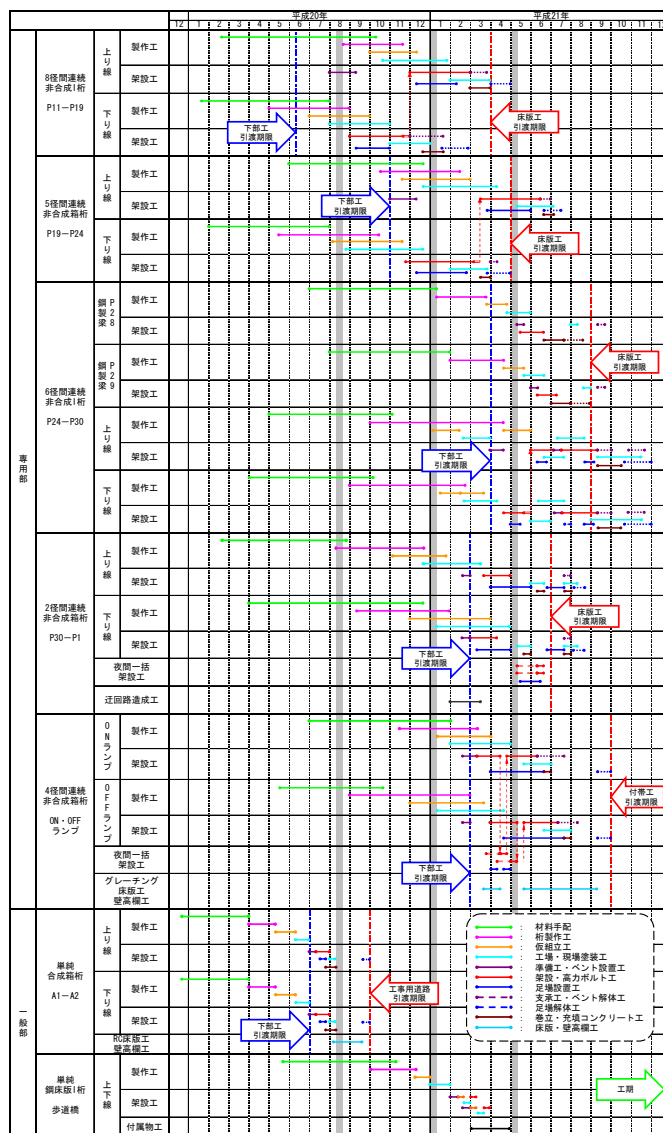 平成20年 平成21年
12 1 2 3 4 5 6 7 8 9 10 11 12 1 2 3 4 5 6 7 8 9 10 11 1
専用部
8径間連続
非合成I桁
P11-P19
上り線
製作工
架設工
下り線
製作工
架設工
下部工
引渡期限
床版工
引渡期限
5径間連続
非合成箱桁
P19-P24
上り線
製作工
架設工
下り線
製作工
架設工
下部工
引渡期限
床版工
引渡期限
6径間連続
非合成I桁
P24-P30
鋼製梁
P28
製作工
架設工
鋼製梁
P29
製作工
架設工
上り線
製作工
架設工
下り線
製作工
架設工
床版工
引渡期限
下部工
引渡期限
2径間連続
非合成箱桁
P30-P1
上り線
製作工
架設工
下り線
製作工
架設工
夜間一括
架設工
迂回路造成工
床版工
引渡期限
下部工
引渡期限
4径間連続
非合成箱桁
ON・OFF
ランプ
ONランプ
製作工
架設工
OFFランプ
製作工
架設工
夜間一括
架設工
グレーチング
床版工
壁高欄工
付帯工
引渡期限
下部工
引渡期限
一般部
単純
合成箱桁
A1-A2
上り線
製作工
架設工
下り線
製作工
架設工
RC床版工
壁高欄工
工事用道路
引渡期限
下部工
引渡期限
単純
鋼床版I桁
歩道橋
上下線
製作工
架設工
付属物工
: 材料手配
: 桁製作工
: 仮組立工
: 工場・現場塗装工
: 準備工・ベント設置工
: 架設・高力ボルト工
: 足場設置工
: 支承工・ベント解体工
: 足場解体工
: 巻立・充填コンクリート工
: 床版・壁高欄工
工期